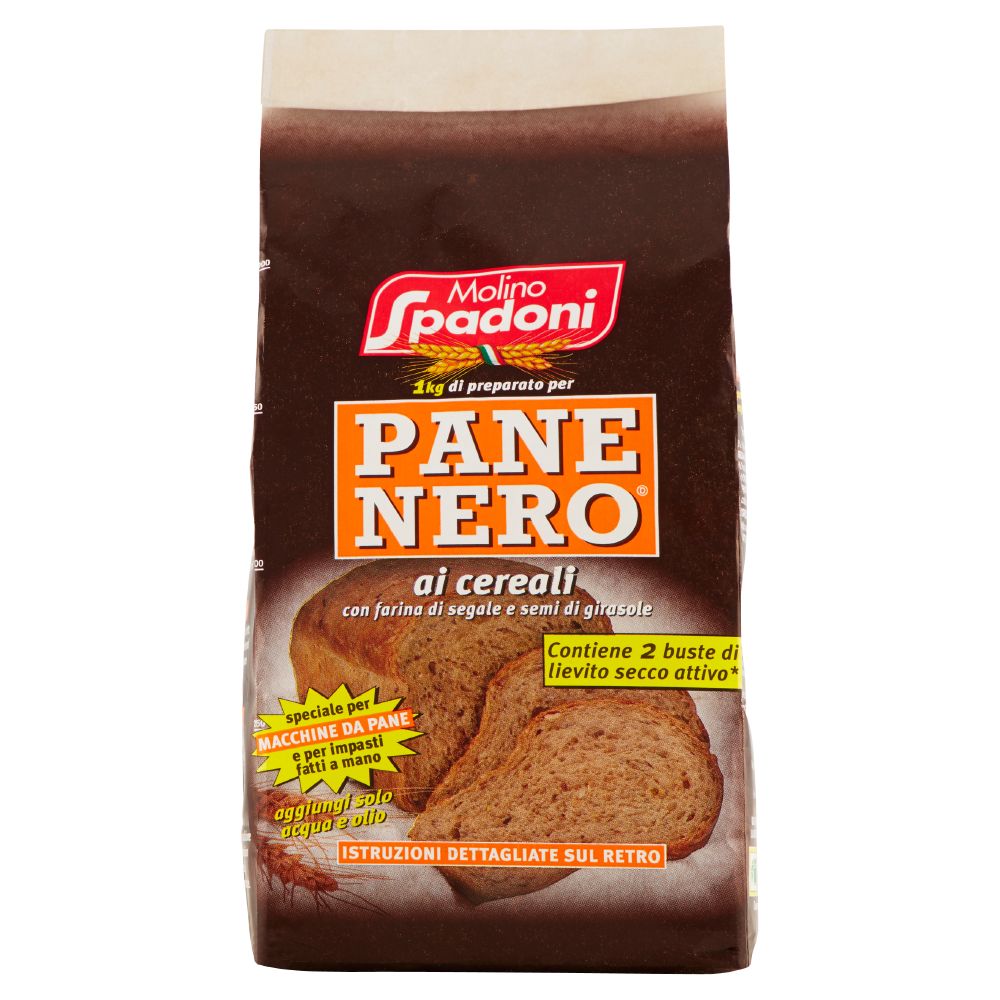 Molino
Spadoni
1kg di preparato per
PANE
NERO©
ai cereali
con farina di segale e semi di girasole
Contiene 2 buste di
lievito secco attivo*
speciale per
MACCHINE DA PANE
e per impasti
fatti a mano
aggiungi solo
acqua e olio
ISTRUZIONI DETTAGLIATE SUL RETRO